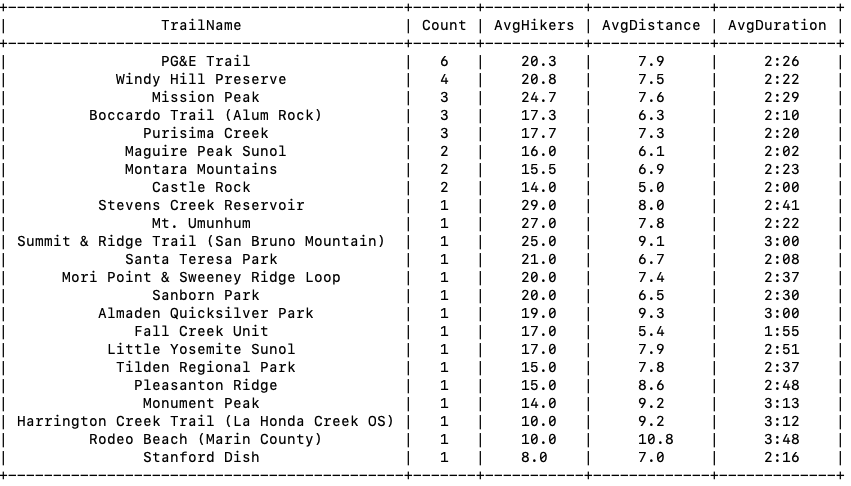 +---------------------------------------------+-------+-----------+-------------+-------------+
| TrailName | Count | AvgHikers | AvgDistance | AvgDuration |
+---------------------------------------------+-------+-----------+-------------+-------------+
| PG&E Trail | 6 | 20.3 | 7.9 | 2:26 |
| Windy Hill Preserve | 4 | 20.8 | 7.5 | 2:22 |
| Mission Peak | 3 | 24.7 | 7.6 | 2:29 |
| Boccardo Trail (Alum Rock) | 3 | 17.3 | 6.3 | 2:10 |
| Purisima Creek | 3 | 17.7 | 7.3 | 2:20 |
| Maguire Peak Sunol | 2 | 16.0 | 6.1 | 2:02 |
| Montara Mountains | 2 | 15.5 | 6.9 | 2:23 |
| Castle Rock | 2 | 14.0 | 5.0 | 2:00 |
| Stevens Creek Reservoir | 1 | 29.0 | 8.0 | 2:41 |
| Mt. Umunhum | 1 | 27.0 | 7.8 | 2:22 |
| Summit & Ridge Trail (San Bruno Mountain) | 1 | 25.0 | 9.1 | 3:00 |
| Santa Teresa Park | 1 | 21.0 | 6.7 | 2:08 |
| Mori Point & Sweeney Ridge Loop | 1 | 20.0 | 7.4 | 2:37 |
| Sanborn Park | 1 | 20.0 | 6.5 | 2:30 |
| Almaden Quicksilver Park | 1 | 19.0 | 9.3 | 3:00 |
| Fall Creek Unit | 1 | 17.0 | 5.4 | 1:55 |
| Little Yosemite Sunol | 1 | 17.0 | 7.9 | 2:51 |
| Tilden Regional Park | 1 | 15.0 | 7.8 | 2:37 |
| Pleasanton Ridge | 1 | 15.0 | 8.6 | 2:48 |
| Monument Peak | 1 | 14.0 | 9.2 | 3:13 |
| Harrington Creek Trail (La Honda Creek OS) | 1 | 10.0 | 9.2 | 3:12 |
| Rodeo Beach (Marin County) | 1 | 10.0 | 10.8 | 3:48 |
| Stanford Dish | 1 | 8.0 | 7.0 | 2:16 |
+---------------------------------------------+-------+-----------+-------------+-------------+